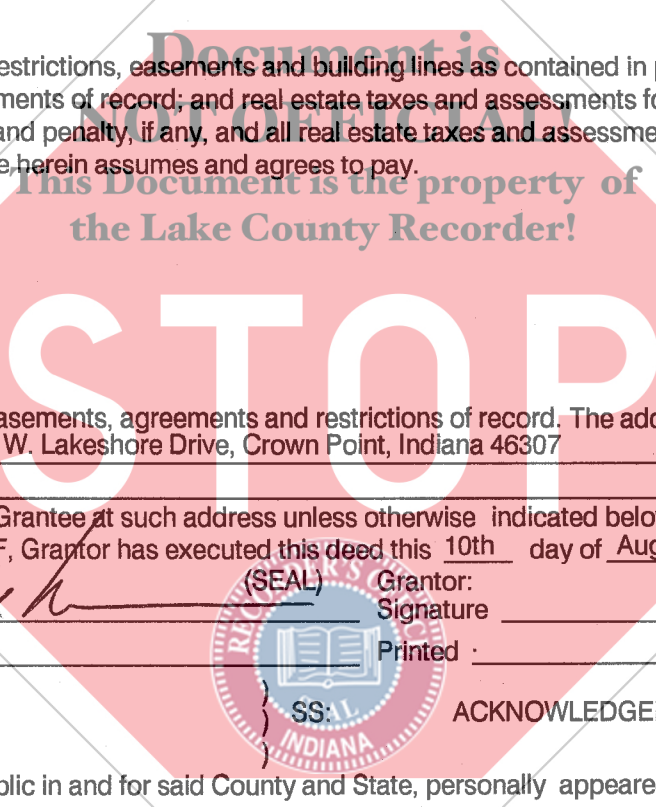 Document is
estrictions, easements and building lines as contained in
ments of record; and real estate taxes and assessments fo
NOT OFFICIAL!
and penalty, if any, and all real estate taxes and assessme
e herein assumes and agrees to pay.
This Document is the property of
the Lake County Recorder!
STOP
asements, agreements and restrictions of record. The add
W. Lakeshore Drive, Crown Point, Indiana 46307
Grantee at such address unless otherwise indicated belo
F, Grantor has executed this deed this 10th day of Aug
(SEAL) Grantor:
Signature
Printed
RECORDER'S OFFICE
SEAL
INDIANA
SS: ACKNOWLEDGE
blic in and for said County and State, personally appeare